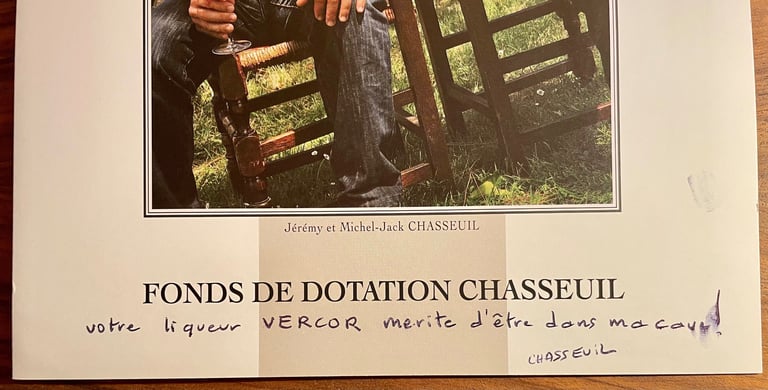 Jérémy et Michel-Jack CHASSEUIL
FONDS DE DOTATION CHASSEUIL
votre liqueur VERCOR merite d'être dans ma cave!
CHASSEUIL